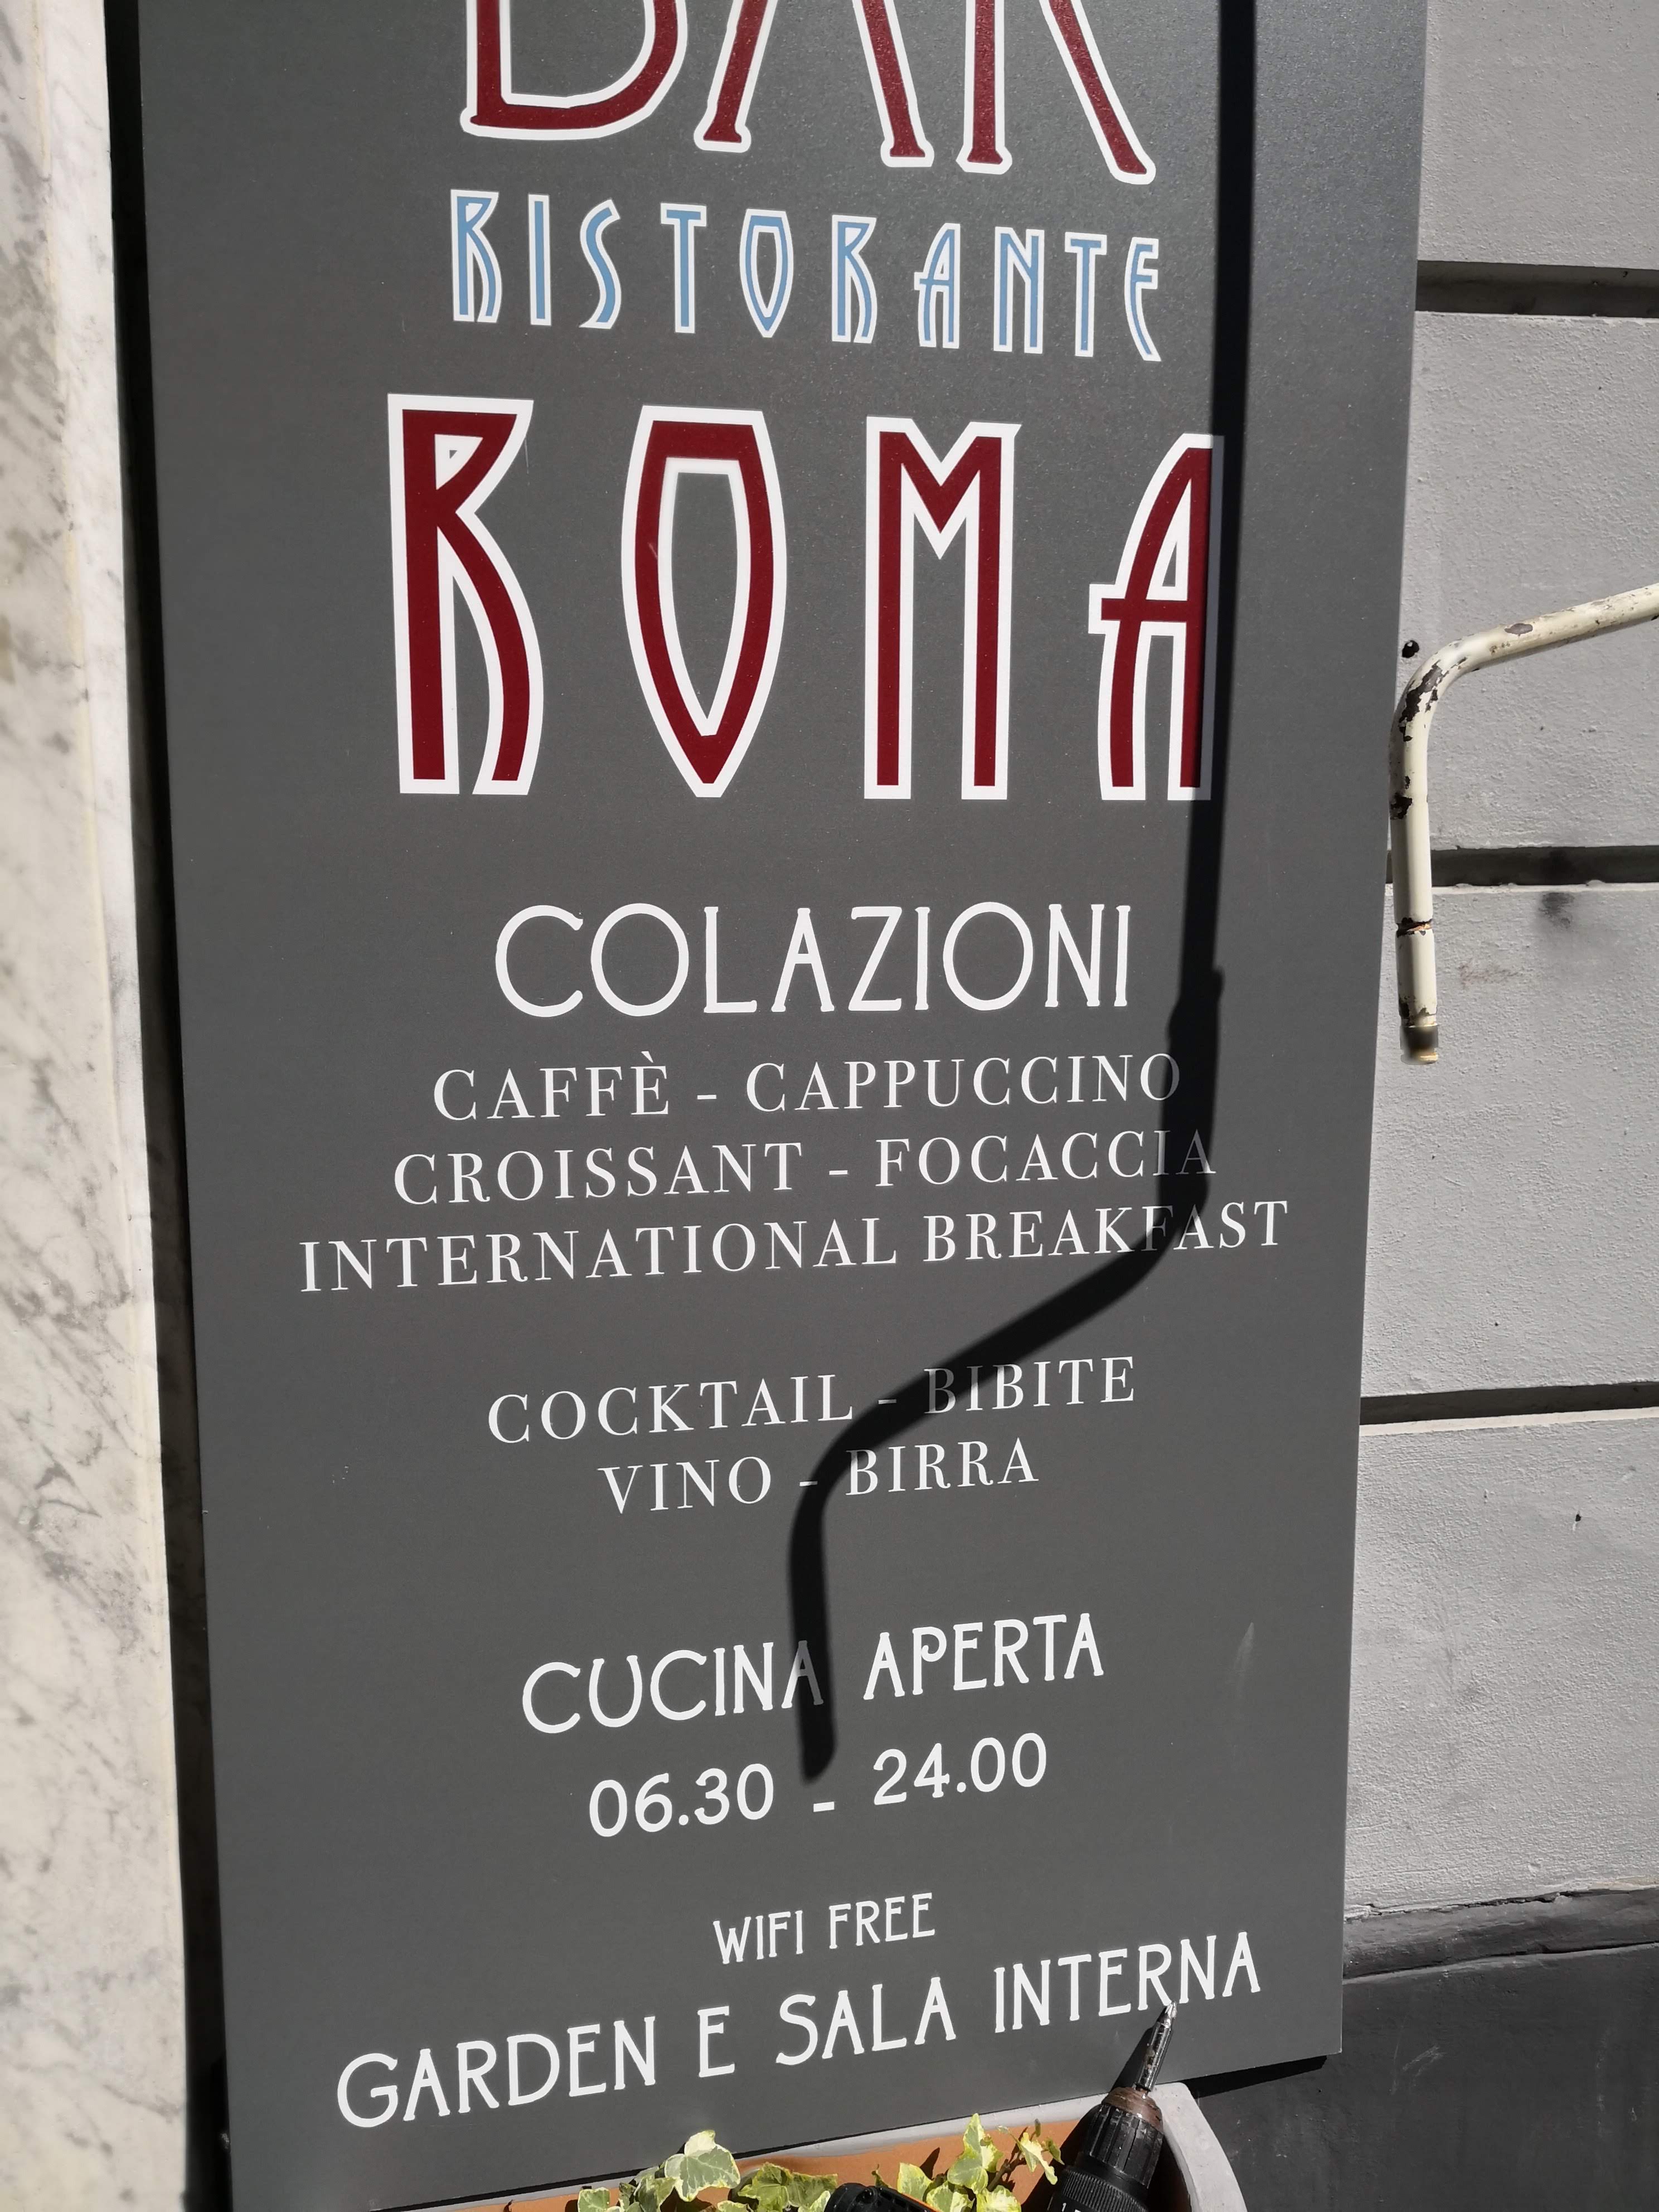 BAR
RISTORANTE
ROMA
COLAZIONI
CAFFÈ - CAPPUCCINO
CROISSANT - FOCACCIA
INTERNATIONAL BREAKFAST
COCKTAIL - BIBITE
VINO - BIRRA
CUCINA APERTA
06.30 - 24.00
WIFI FREE
GARDEN E SALA INTERNA